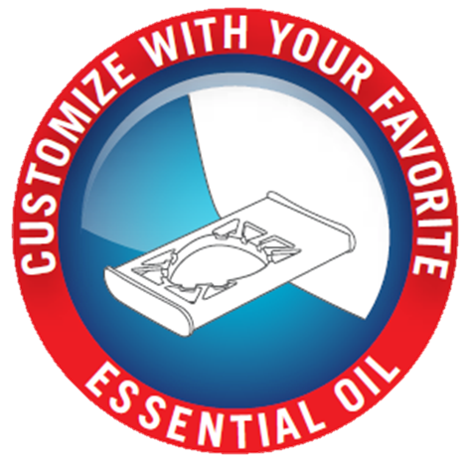 CUSTOMIZE WITH YOUR FAVORITE
ESSENTIAL OIL